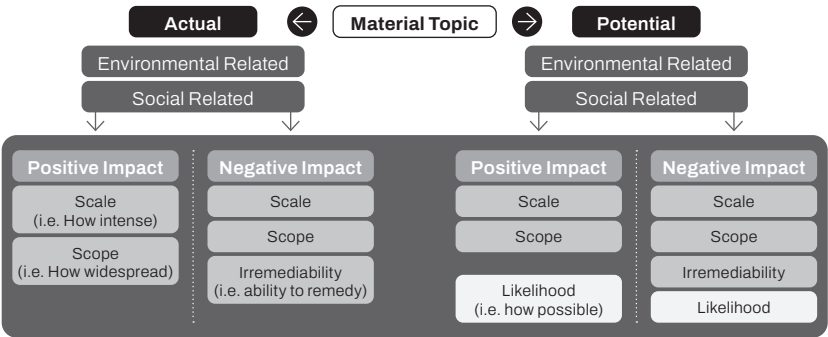 Actual
Material Topic
Potential
Environmental Related
Social Related
Environmental Related
Social Related
Positive Impact
Scale
(i.e. How intense)
Scope
(i.e. How widespread)
Negative Impact
Scale
Scope
Irremediability
(i.e. ability to remedy)
Positive Impact
Scale
Scope
Likelihood
(i.e. how possible)
Negative Impact
Scale
Scope
Irremediability
Likelihood